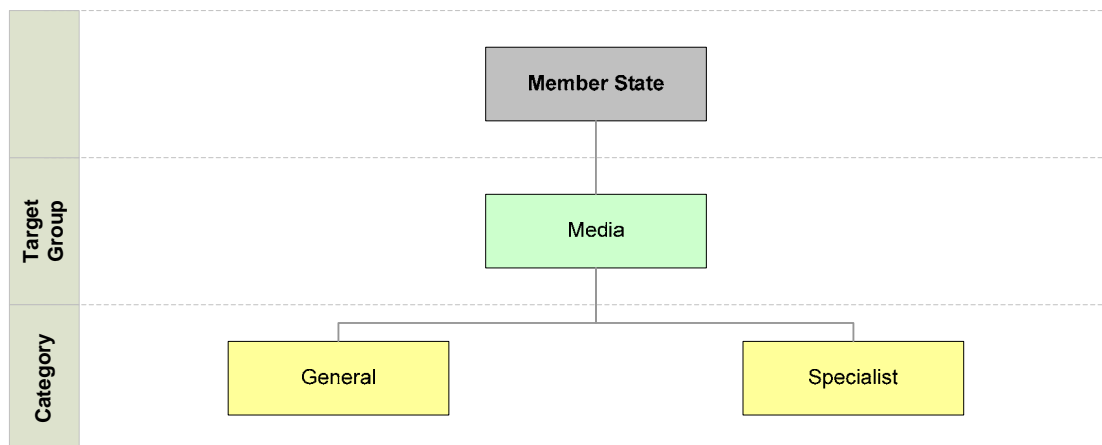 Member State
Target
Group
Media
Category
General
Specialist